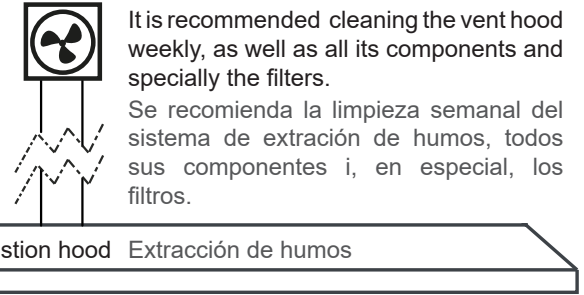 It is recommended cleaning the vent hood
weekly, as well as all its components and
specially the filters.
Se recomienda la limpieza semanal del
sistema de extración de humos, todos
sus componentes i, en especial, los
filtros.
stion hood Extracción de humos